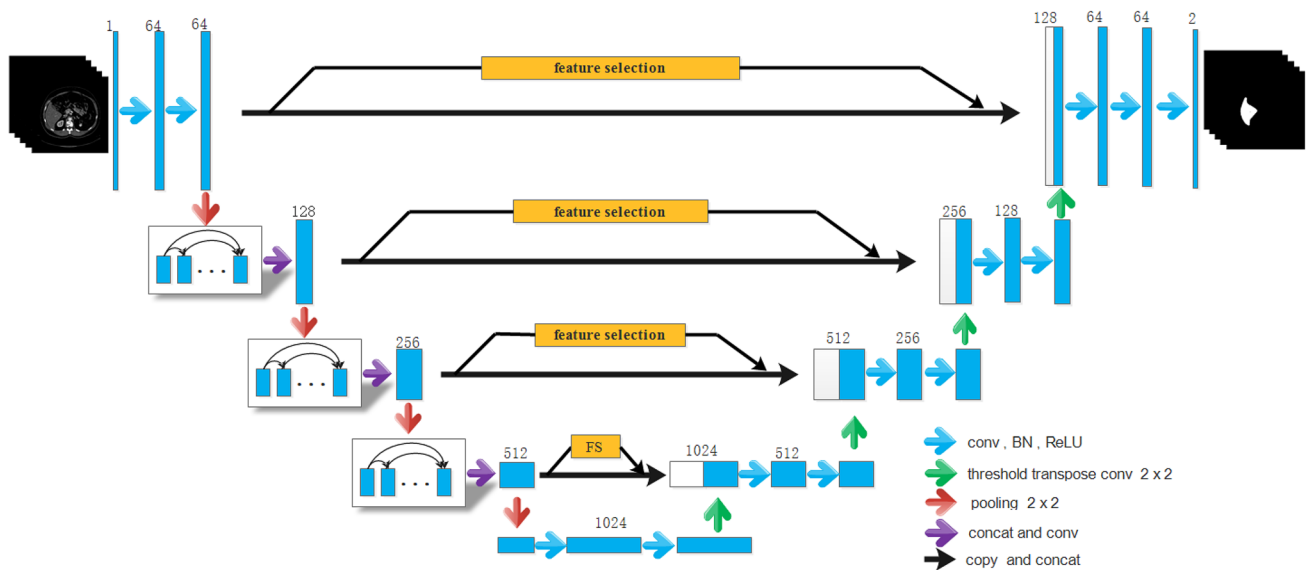 1 64 64 128 64 64 2
feature selection
128 256 128
feature selection
256 512 256
feature selection
512 FS 1024 512
1024
conv , BN , ReLU
threshold transpose conv 2 x 2
pooling 2 x 2
concat and conv
copy and concat